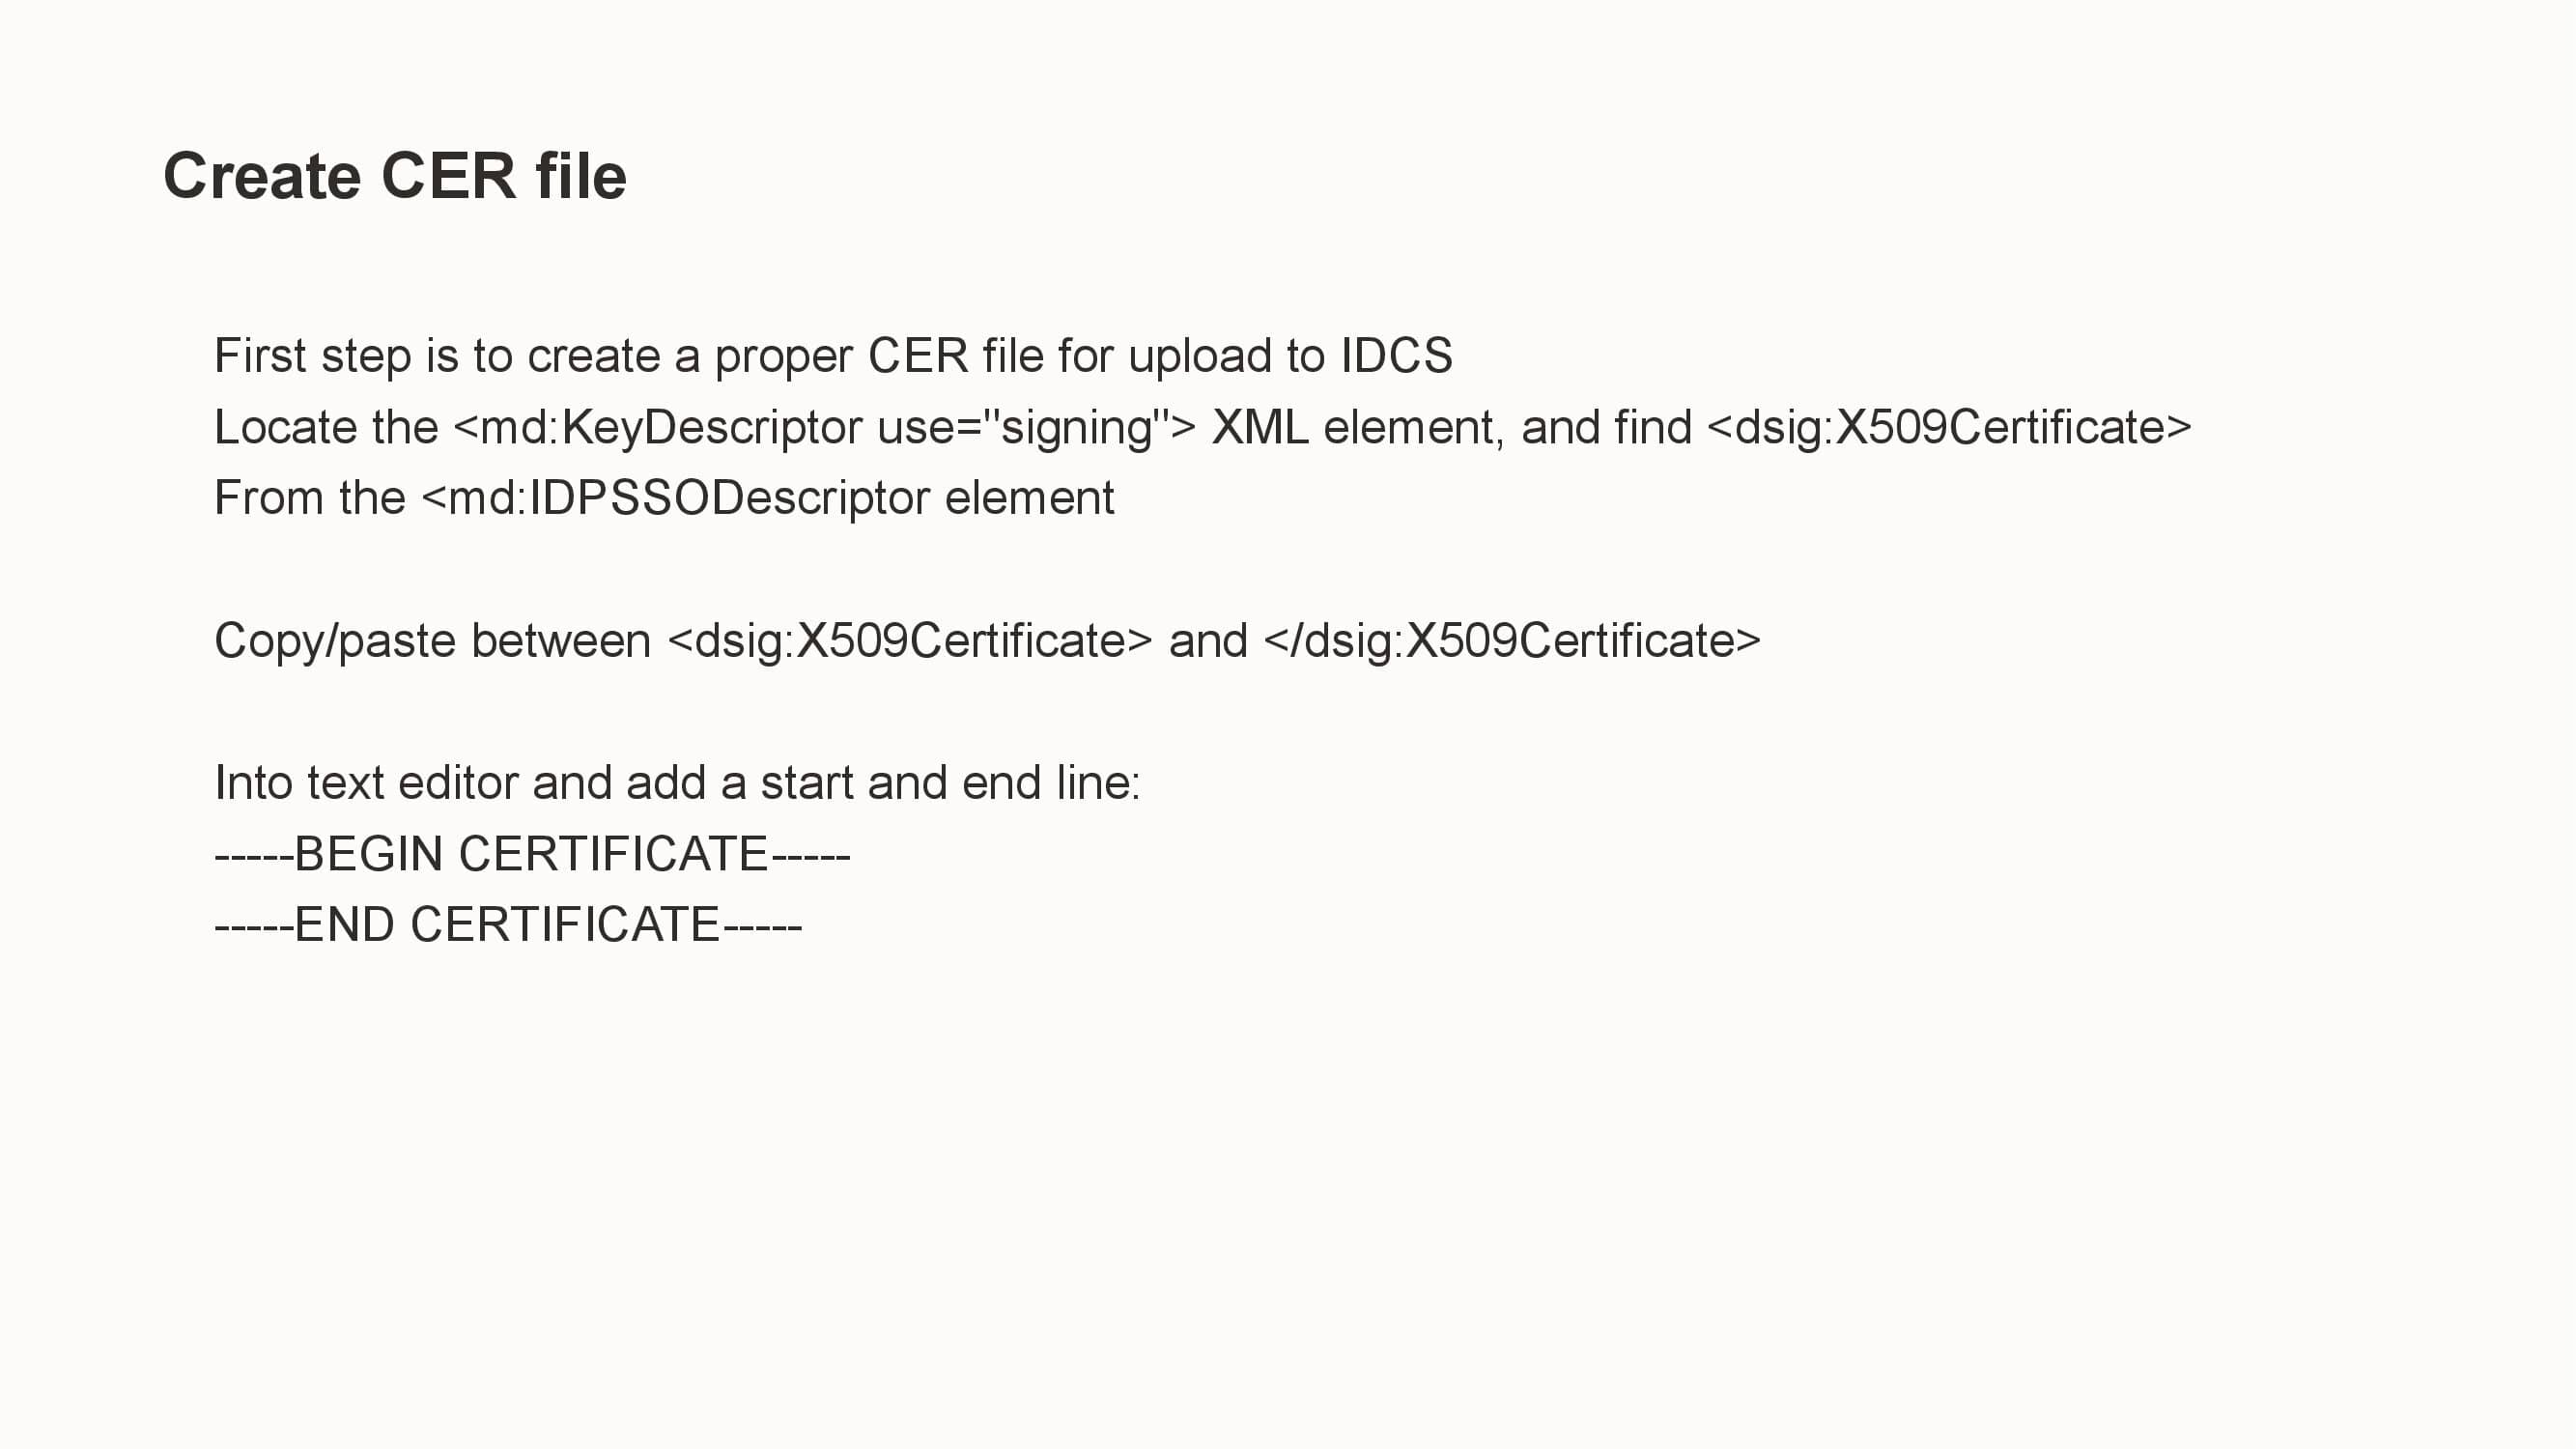 Create CER file
First step is to create a proper CER file for upload to IDCS
Locate the <md:KeyDescriptor use="signing"> XML element, and find <dsig:X509Certificate>
From the <md:IDPSSODescriptor element
Copy/paste between <dsig:X509Certificate> and </dsig:X509Certificate>
Into text editor and add a start and end line:
-----BEGIN CERTIFICATE-----
-----END CERTIFICATE-----